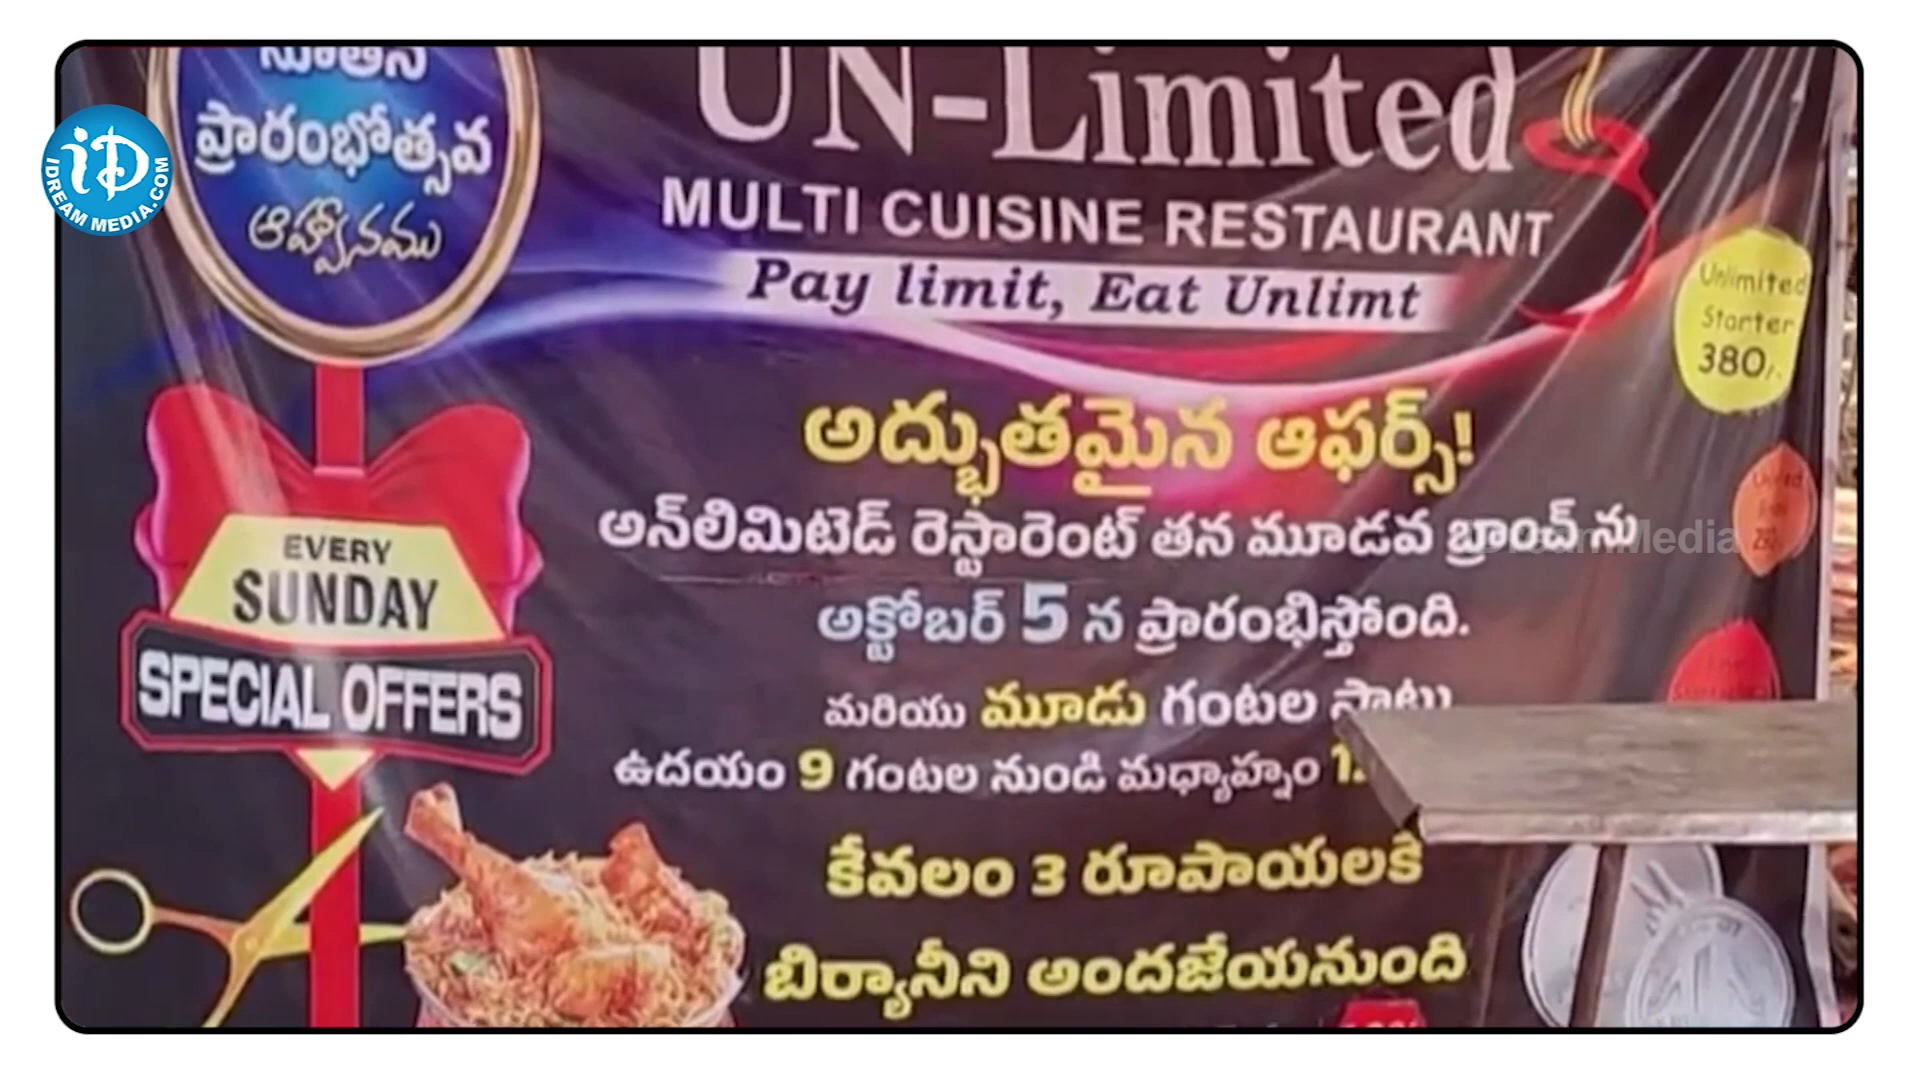 నూతన
ప్రారంభోత్సవ
ఆహ్వానము
iD
IDREAM MEDIA.COM
UN-Limited
MULTI CUISINE RESTAURANT
Pay limit, Eat Unlimt
Unlimited
Starter
380/-
అద్భుతమైన ఆఫర్స్!
అన్‌లిమిటెడ్ రెస్టారెంట్ తన మూడవ బ్రాంచ్ ను
అక్టోబర్ 5 న ప్రారంభిస్తోంది.
మరియు మూడు గంటల పాటు
ఉదయం 9 గంటల నుండి మధ్యాహ్నం
కేవలం 3 రూపాయలకే
బిర్యానీని అందజేయనుంది
EVERY
SUNDAY
SPECIAL OFFERS